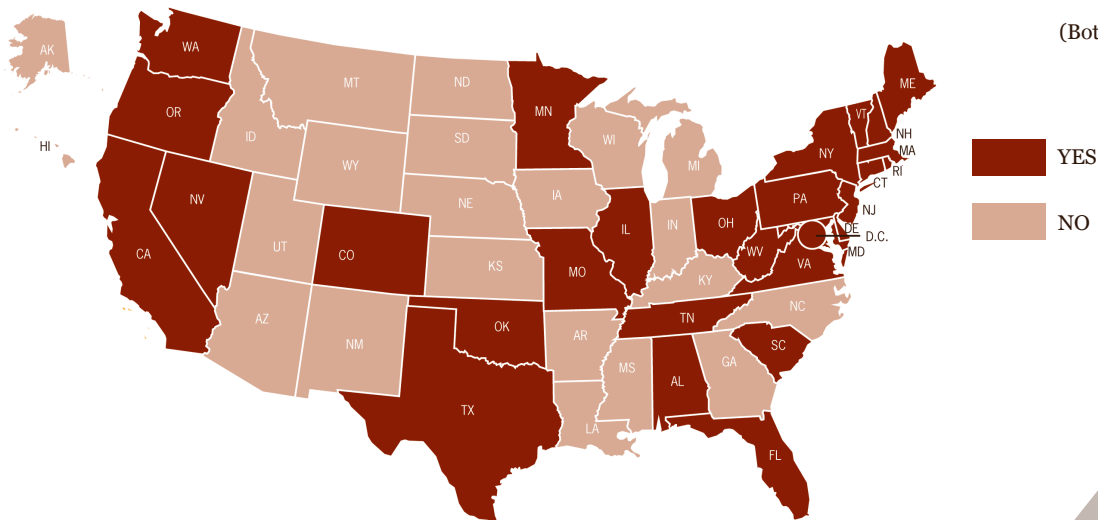 (Bot
AK
WA
MT
ND
MN
ME
OR
ID
SD
WI
VT
HI
WY
MI
NY
NH
MA
YES
RI
CT
NV
NE
IA
PA
NJ
NO
CA
UT
CO
IL
IN
OH
DE
D.C.
KS
MO
WV
VA
MD
KY
AZ
NM
OK
AR
TN
NC
SC
MS
AL
GA
TX
LA
FL